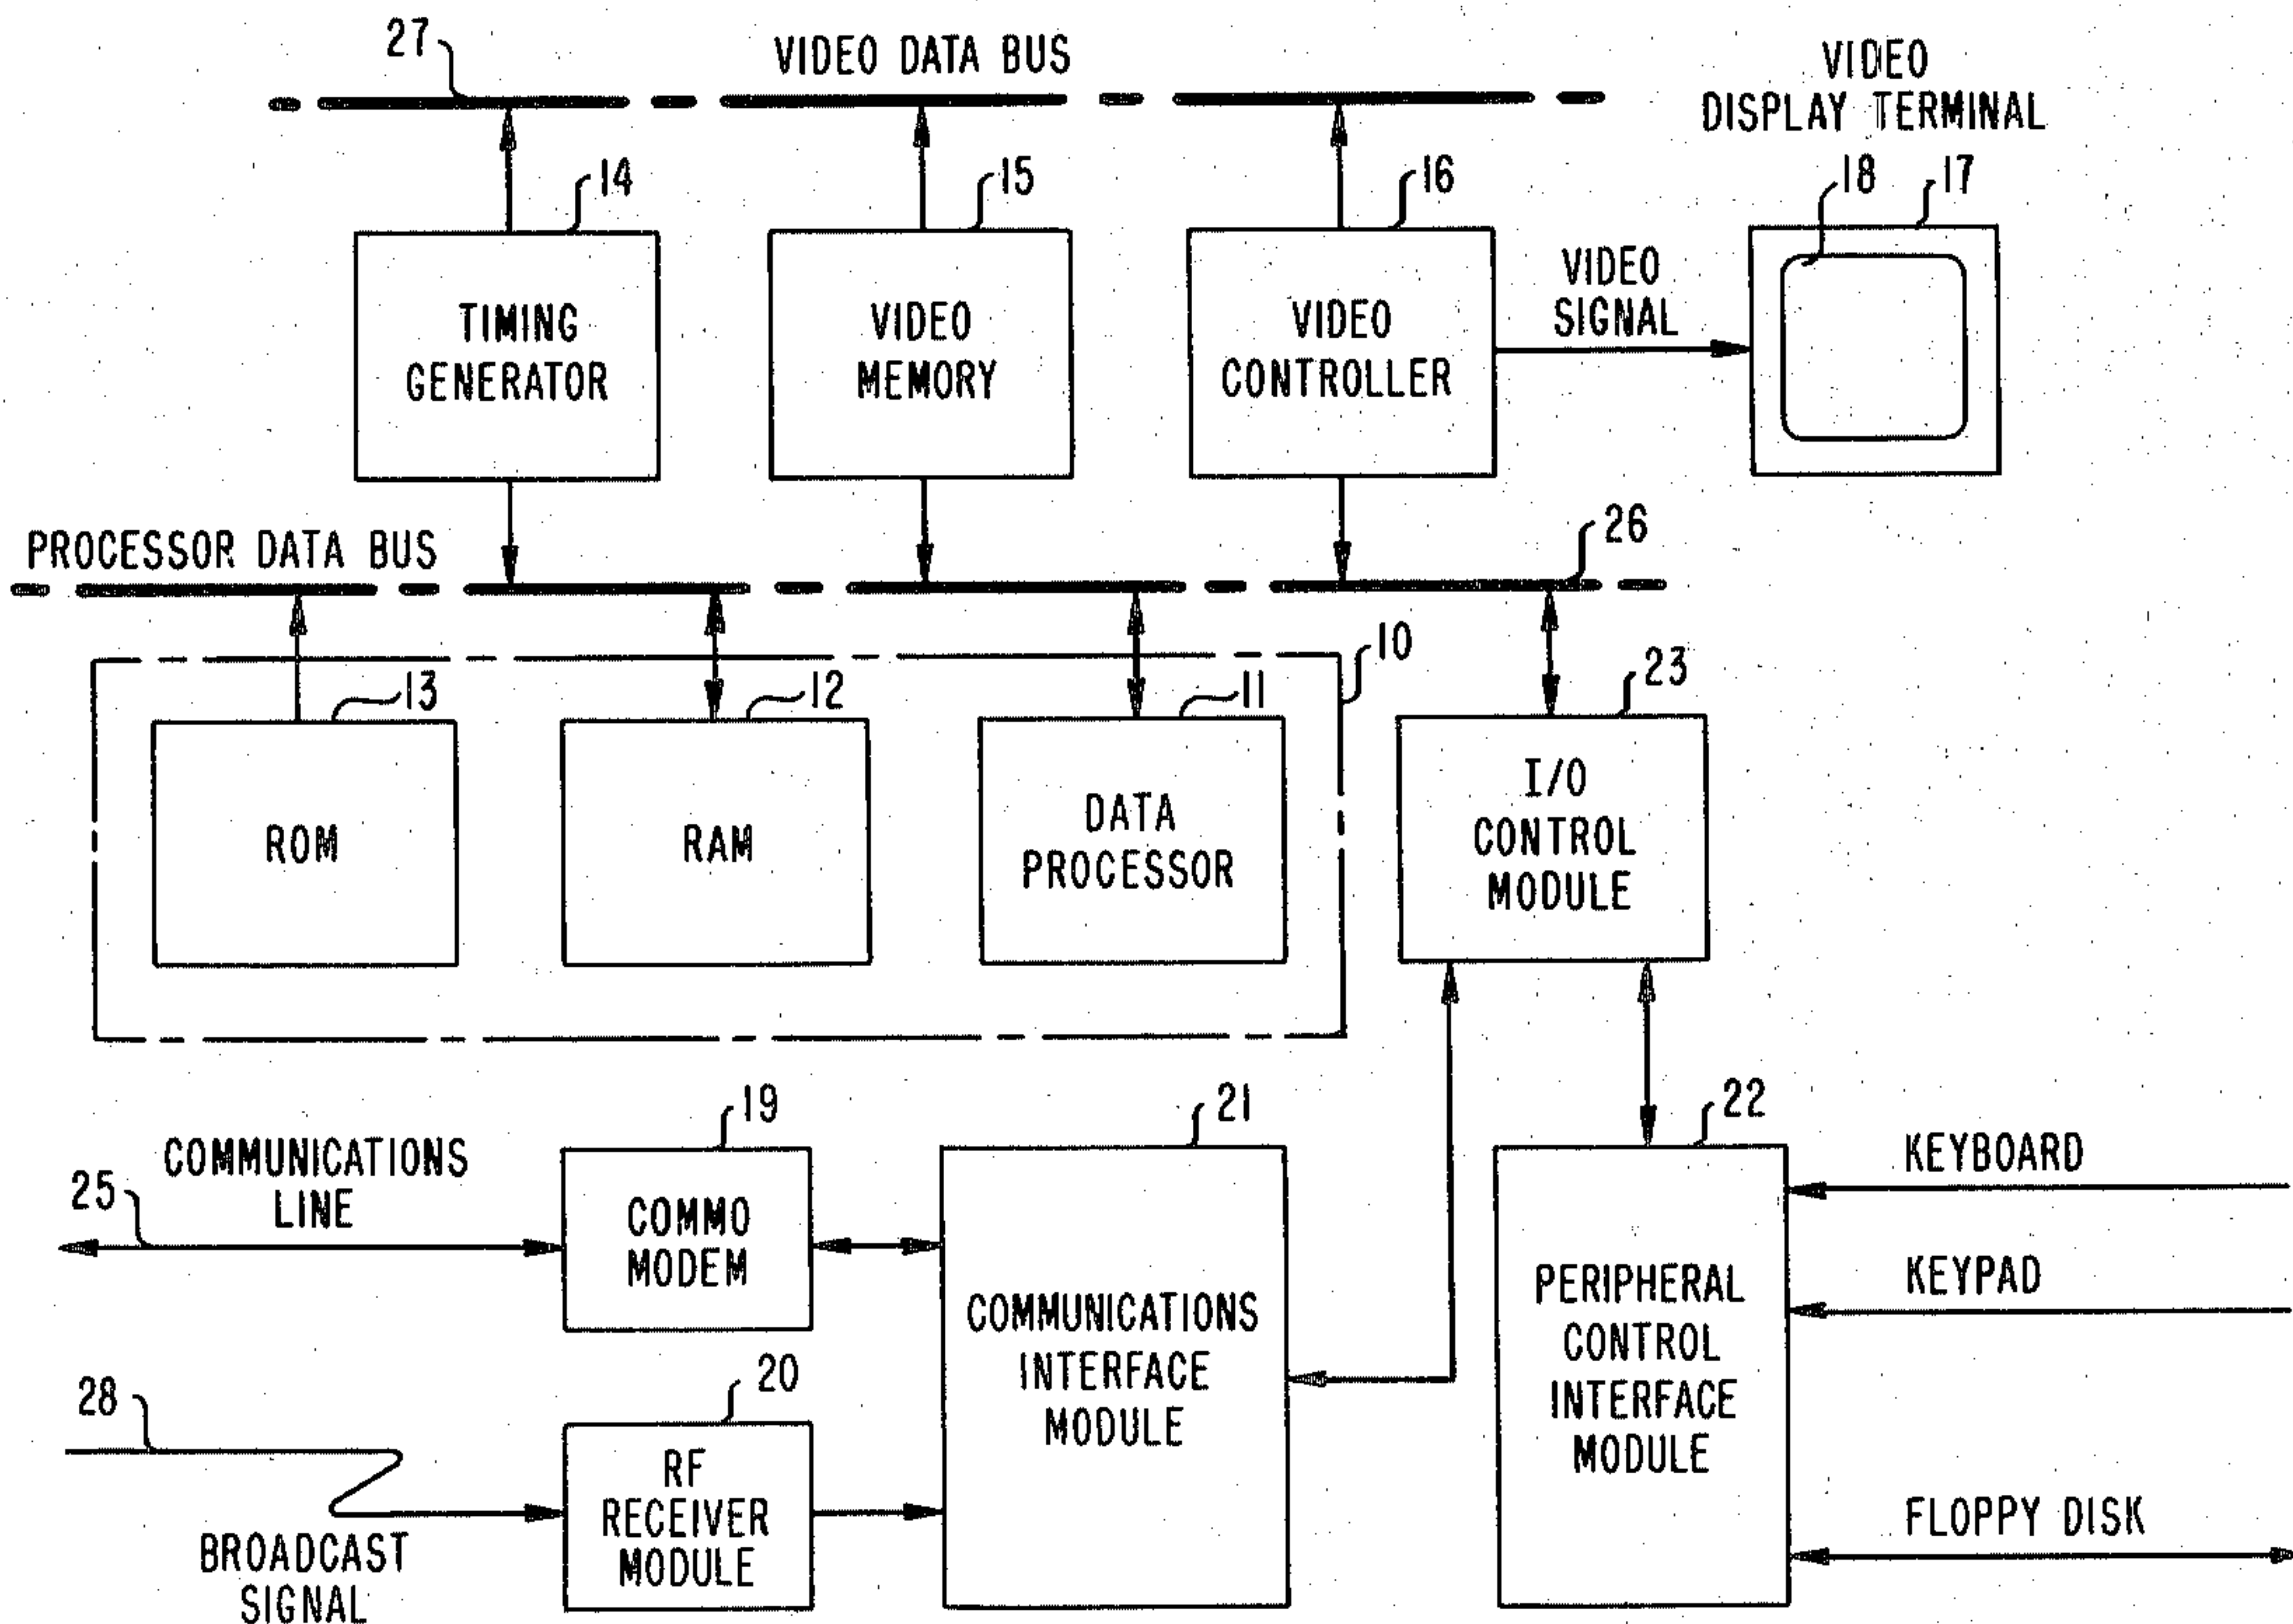 27
VIDEO DATA BUS
VIDEO
DISPLAY TERMINAL
14
15
16
18
17
TIMING
GENERATOR
VIDEO
MEMORY
VIDEO
CONTROLLER
VIDEO
SIGNAL
PROCESSOR DATA BUS
26
10
13
12
11
23
ROM
RAM
DATA
PROCESSOR
I/O
CONTROL
MODULE
19
21
22
COMMUNICATIONS
LINE
25
COMMO
MODEM
COMMUNICATIONS
INTERFACE
MODULE
PERIPHERAL
CONTROL
INTERFACE
MODULE
KEYBOARD
KEYPAD
FLOPPY DISK
28
20
RF
RECEIVER
MODULE
BROADCAST
SIGNAL